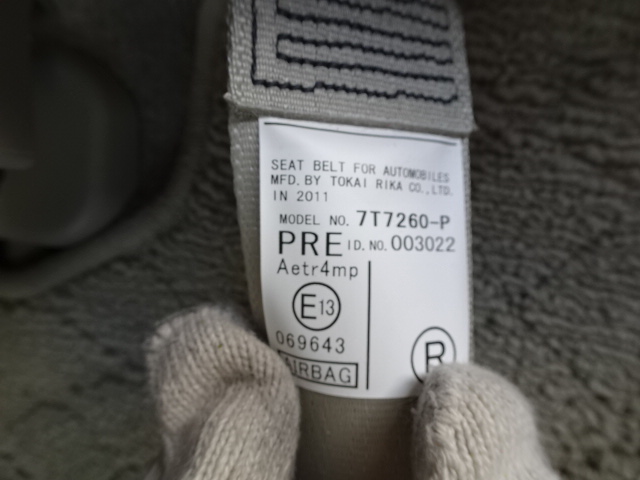 SEAT BELT FOR AUTOMOBILES
MFD. BY TOKAI RIKA CO., LTD.
IN 2011
MODEL NO. 7T7260-P
PRE ID. NO. 003022
Aetr4mp
E13
069643
R
AIRBAG